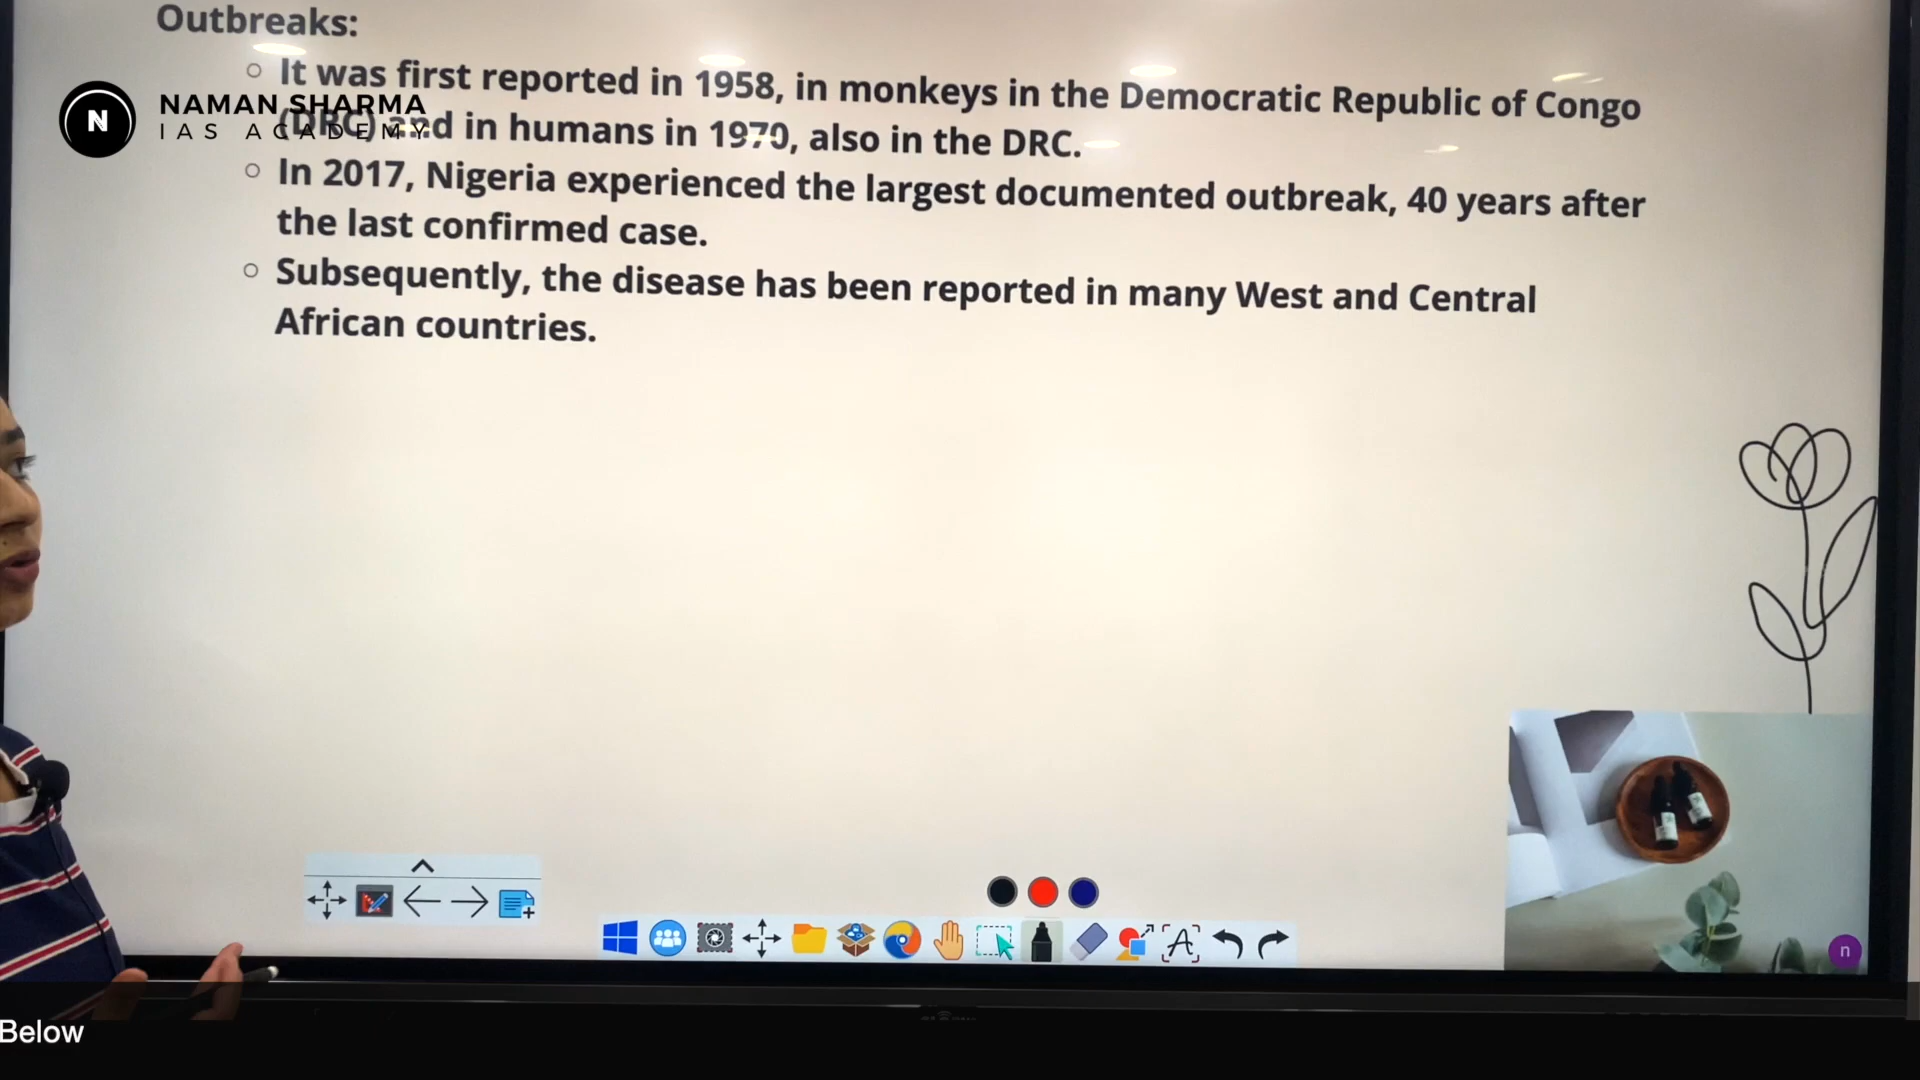 Outbreaks:
It was first reported in 1958, in monkeys in the Democratic Republic of Congo
NAMAN SHARMA
(DRC) and in humans in 1970, also in the DRC.
N
IAS ACADEMY
In 2017, Nigeria experienced the largest documented outbreak, 40 years after
the last confirmed case.
Subsequently, the disease has been reported in many West and Central
African countries.
n
Below